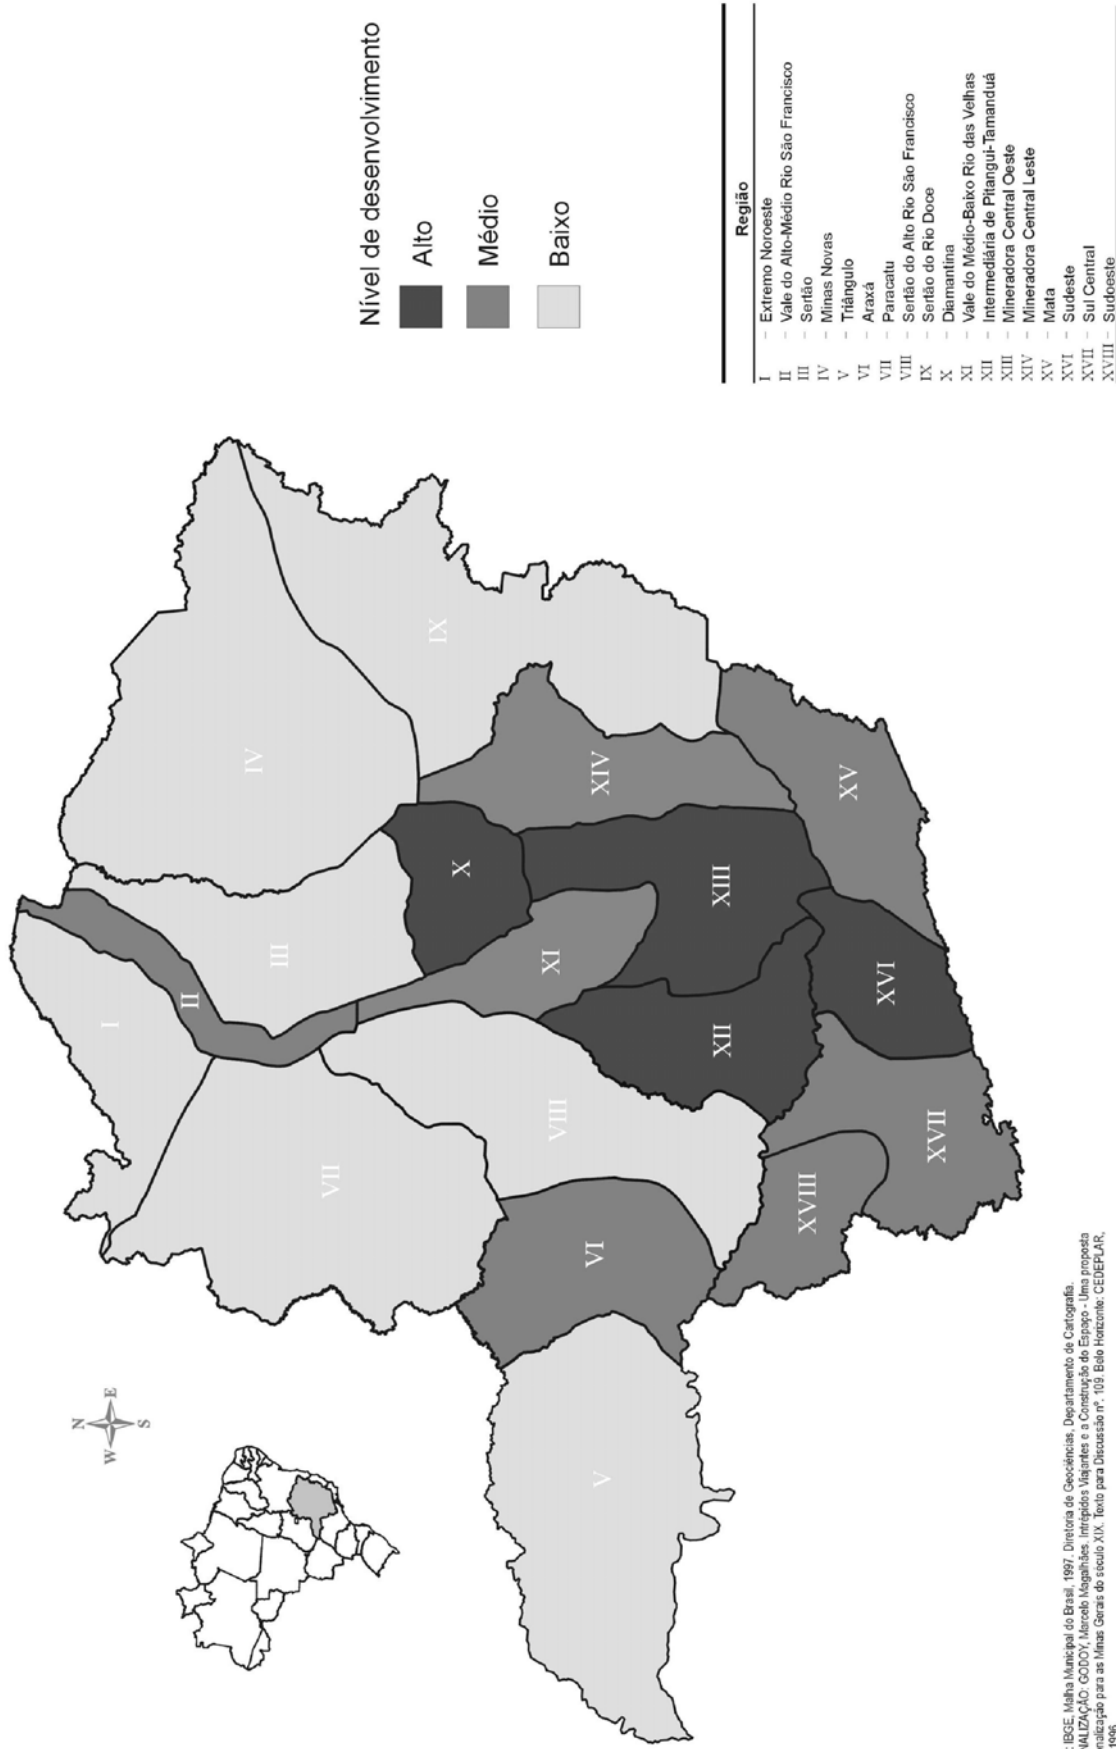 Nível de desenvolvimento
Alto
Médio
Baixo
Região
I – Extremo Noroeste
II – Vale do Alto-Médio Rio São Francisco
III – Sertão
IV – Minas Novas
V – Triângulo
VI – Araxá
VII – Paracatu
VIII – Sertão do Alto Rio São Francisco
IX – Sertão do Rio Doce
X – Diamantina
XI – Vale do Médio-Baixo Rio das Velhas
XII – Intermediária de Pitangui-Tamanduá
XIII – Mineradora Central Oeste
XIV – Mineradora Central Leste
XV – Mata
XVI – Sudeste
XVII – Sul Central
XVIII – Sudoeste
N
W
E
S
I
II
III
IV
V
VI
VII
VIII
IX
X
XI
XII
XIII
XIV
XV
XVI
XVII
XVIII
: IBGE, Malha Municipal do Brasil, 1997. Diretoria de Geociências, Departamento de Cartografia.
NALIZAÇÃO: GODOY, Marcelo Magalhães. Intrépidos Viajantes e a Construção do Espaço - Uma proposta
nalização para as Minas Gerais do século XIX. Texto para Discussão nº. 109. Belo Horizonte: CEDEPLAR,
1996